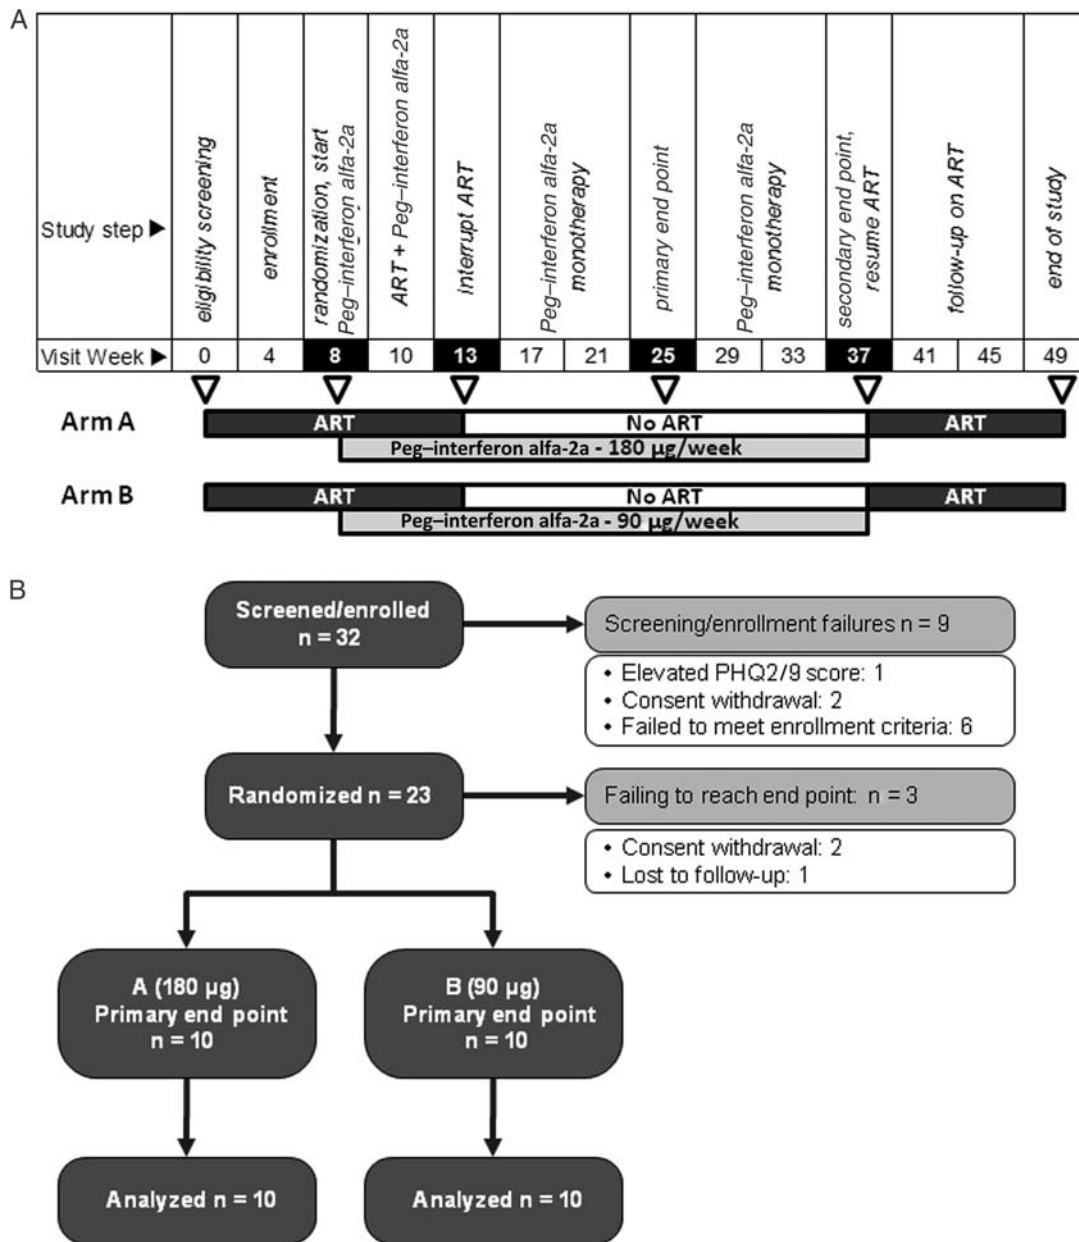 A
Study step ►
eligibility screening
enrollment
randomization, start
Peg–interferon alfa-2a
ART + Peg–interferon alfa-2a
interrupt ART
Peg–interferon alfa-2a
monotherapy
primary end point
Peg–interferon alfa-2a
monotherapy
secondary end point,
resume ART
follow-up on ART
end of study
Visit Week ► 0 4 8 10 13 17 21 25 29 33 37 41 45 49
Arm A ART No ART ART
Peg–interferon alfa-2a - 180 µg/week
Arm B ART No ART ART
Peg–interferon alfa-2a - 90 µg/week
B
Screened/enrolled
n = 32
Screening/enrollment failures n = 9
• Elevated PHQ2/9 score: 1
• Consent withdrawal: 2
• Failed to meet enrollment criteria: 6
Randomized n = 23
Failing to reach end point: n = 3
• Consent withdrawal: 2
• Lost to follow-up: 1
A (180 µg)
Primary end point
n = 10
B (90 µg)
Primary end point
n = 10
Analyzed n = 10
Analyzed n = 10